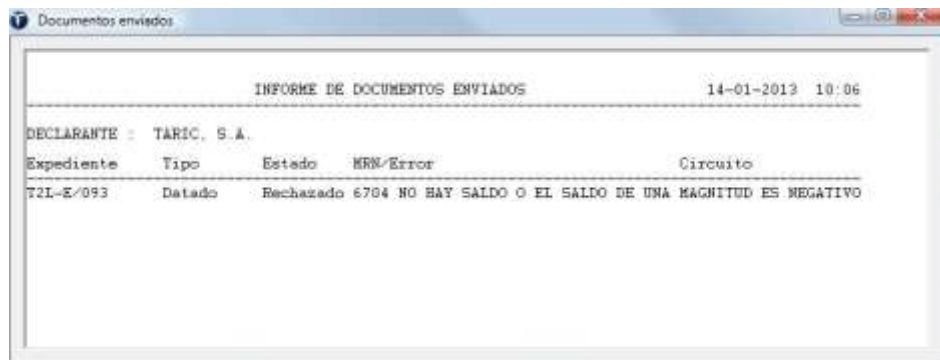 Documentos enviados
INFORME DE DOCUMENTOS ENVIADOS 14-01-2013 10:06
DECLARANTE : TARIC, S.A.
Expediente Tipo Estado MRN/Error Circuito
T2L-E/093 Datado Rechazado 6704 NO HAY SALDO O EL SALDO DE UNA MAGNITUD ES NEGATIVO